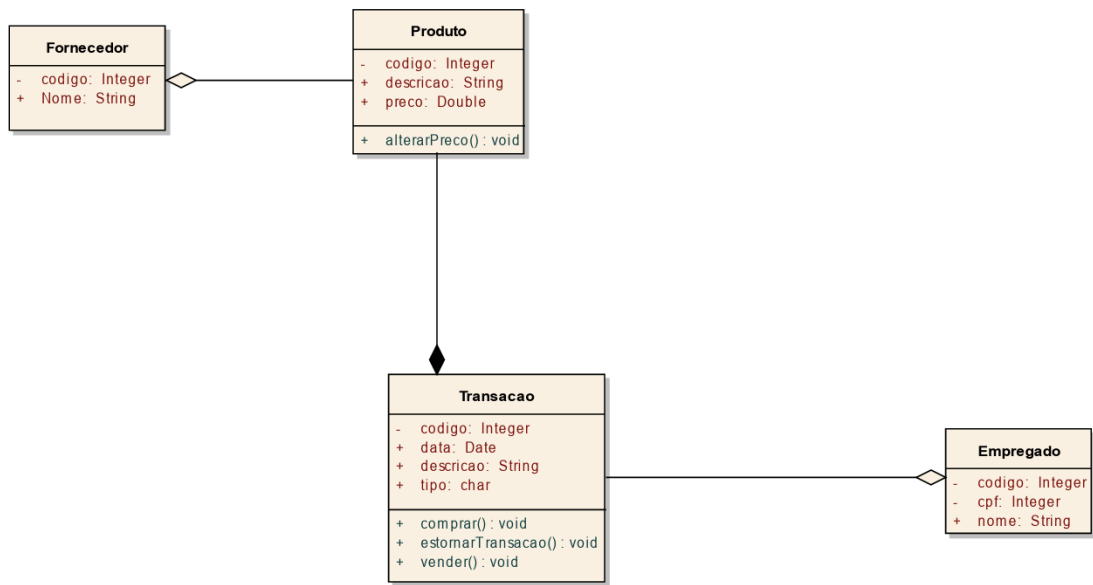 Fornecedor
- codigo: Integer
+ Nome: String
Produto
- codigo: Integer
+ descricao: String
+ preco: Double
+ alterarPreco() : void
Transacao
- codigo: Integer
+ data: Date
+ descricao: String
+ tipo: char
+ comprar() : void
+ estornarTransacao() : void
+ vender() : void
Empregado
- codigo: Integer
- cpf: Integer
+ nome: String